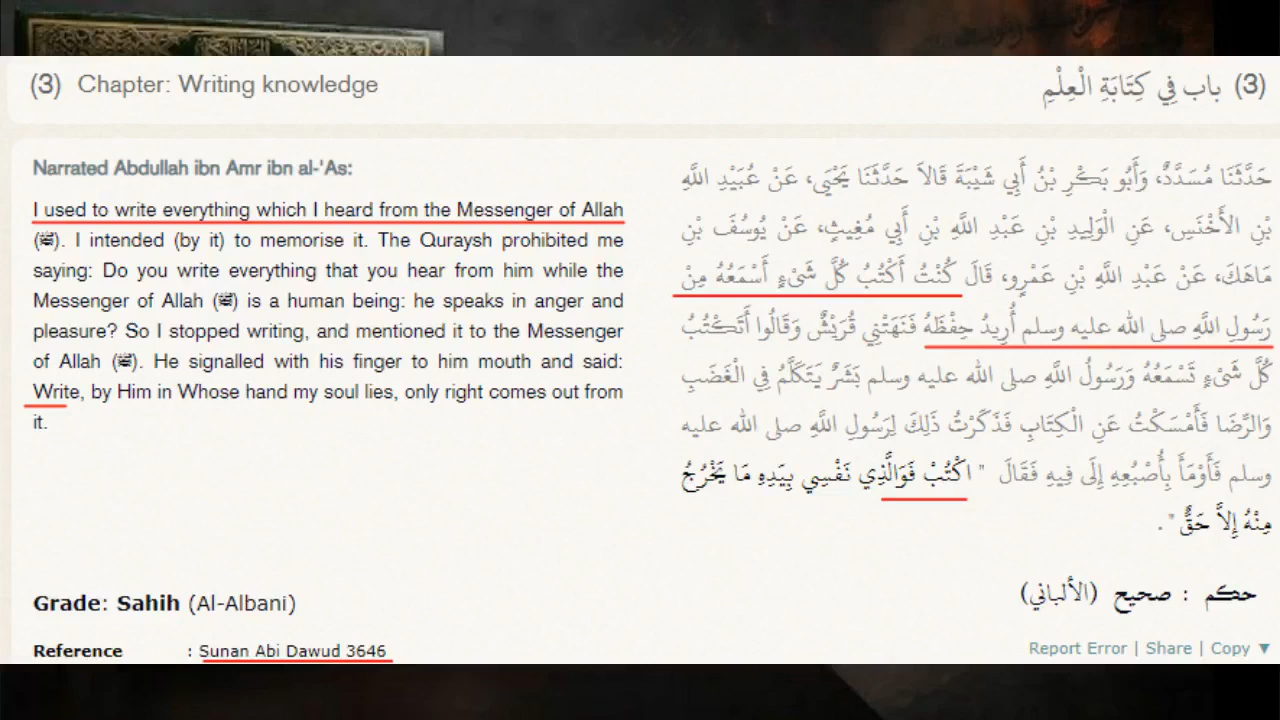 (3) Chapter: Writing knowledge
(3) باب فِي كِتَابَةِ الْعِلْمِ
Narrated Abdullah ibn Amr ibn al-'As:
I used to write everything which I heard from the Messenger of Allah
(ﷺ). I intended (by it) to memorise it. The Quraysh prohibited me
saying: Do you write everything that you hear from him while the
Messenger of Allah (ﷺ) is a human being: he speaks in anger and
pleasure? So I stopped writing, and mentioned it to the Messenger
of Allah (ﷺ). He signalled with his finger to him mouth and said:
Write, by Him in Whose hand my soul lies, only right comes out from
it.
حَدَّثَنَا مُسَدَّدٌ، وَأَبُو بَكْرِ بْنُ أَبِي شَيْبَةَ قَالاَ حَدَّثَنَا يَحْيَى، عَنْ عُبَيْدِ اللَّهِ
بْنِ الأَخْنَسِ، عَنِ الْوَلِيدِ بْنِ عَبْدِ اللَّهِ بْنِ أَبِي مُغِيثٍ، عَنْ يُوسُفَ بْنِ
مَاهَكَ، عَنْ عَبْدِ اللَّهِ بْنِ عَمْرٍو، قَالَ كُنْتُ أَكْتُبُ كُلَّ شَىْءٍ أَسْمَعُهُ مِنْ
رَسُولِ اللَّهِ صلى الله عليه وسلم أُرِيدُ حِفْظَهُ فَنَهَتْنِي قُرَيْشٌ وَقَالُوا أَتَكْتُبُ
كُلَّ شَىْءٍ تَسْمَعُهُ وَرَسُولُ اللَّهِ صلى الله عليه وسلم بَشَرٌ يَتَكَلَّمُ فِي الْغَضَبِ
وَالرِّضَا فَأَمْسَكْتُ عَنِ الْكِتَابِ فَذَكَرْتُ ذَلِكَ لِرَسُولِ اللَّهِ صلى الله عليه
وسلم فَأَوْمَأَ بِأُصْبُعِهِ إِلَى فِيهِ فَقَالَ ‏"‏ اكْتُبْ فَوَالَّذِي نَفْسِي بِيَدِهِ مَا يَخْرُجُ
مِنْهُ إِلاَّ حَقٌّ ‏"‏ ‏.‏
Grade: Sahih (Al-Albani)
حكم : صحيح (الألباني)
Reference : Sunan Abi Dawud 3646
Report Error | Share | Copy ▼